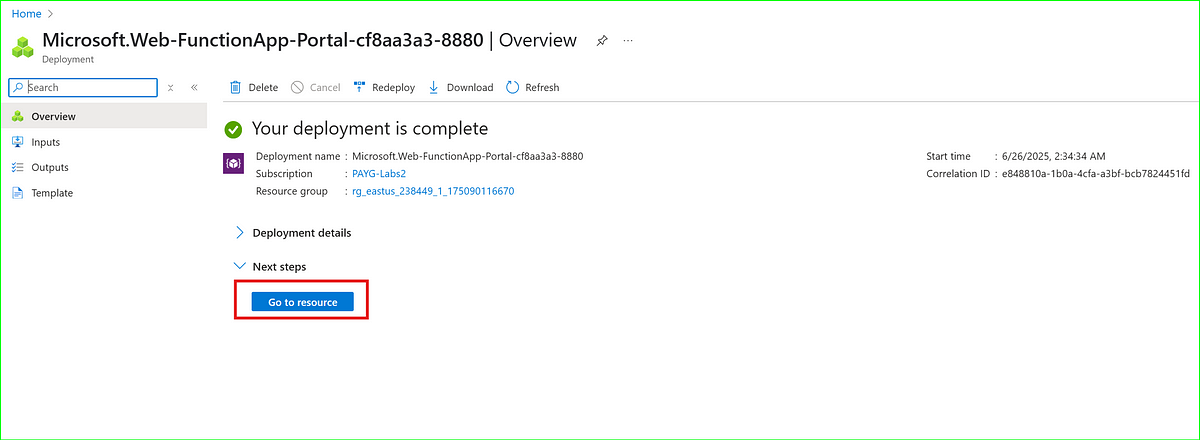 Home
Microsoft.Web-FunctionApp-Portal-cf8aa3a3-8880 | Overview ...
Deployment
Search
Delete Cancel Redeploy Download Refresh
Overview
Inputs
Outputs
Template
Your deployment is complete
Deployment name : Microsoft.Web-FunctionApp-Portal-cf8aa3a3-8880
Subscription : PAYG-Labs2
Resource group : rg_eastus_238449_1_175090116670
Start time : 6/26/2025, 2:34:34 AM
Correlation ID : e848810a-1b0a-4cfa-a3bf-bcb7824451fd
Deployment details
Next steps
Go to resource